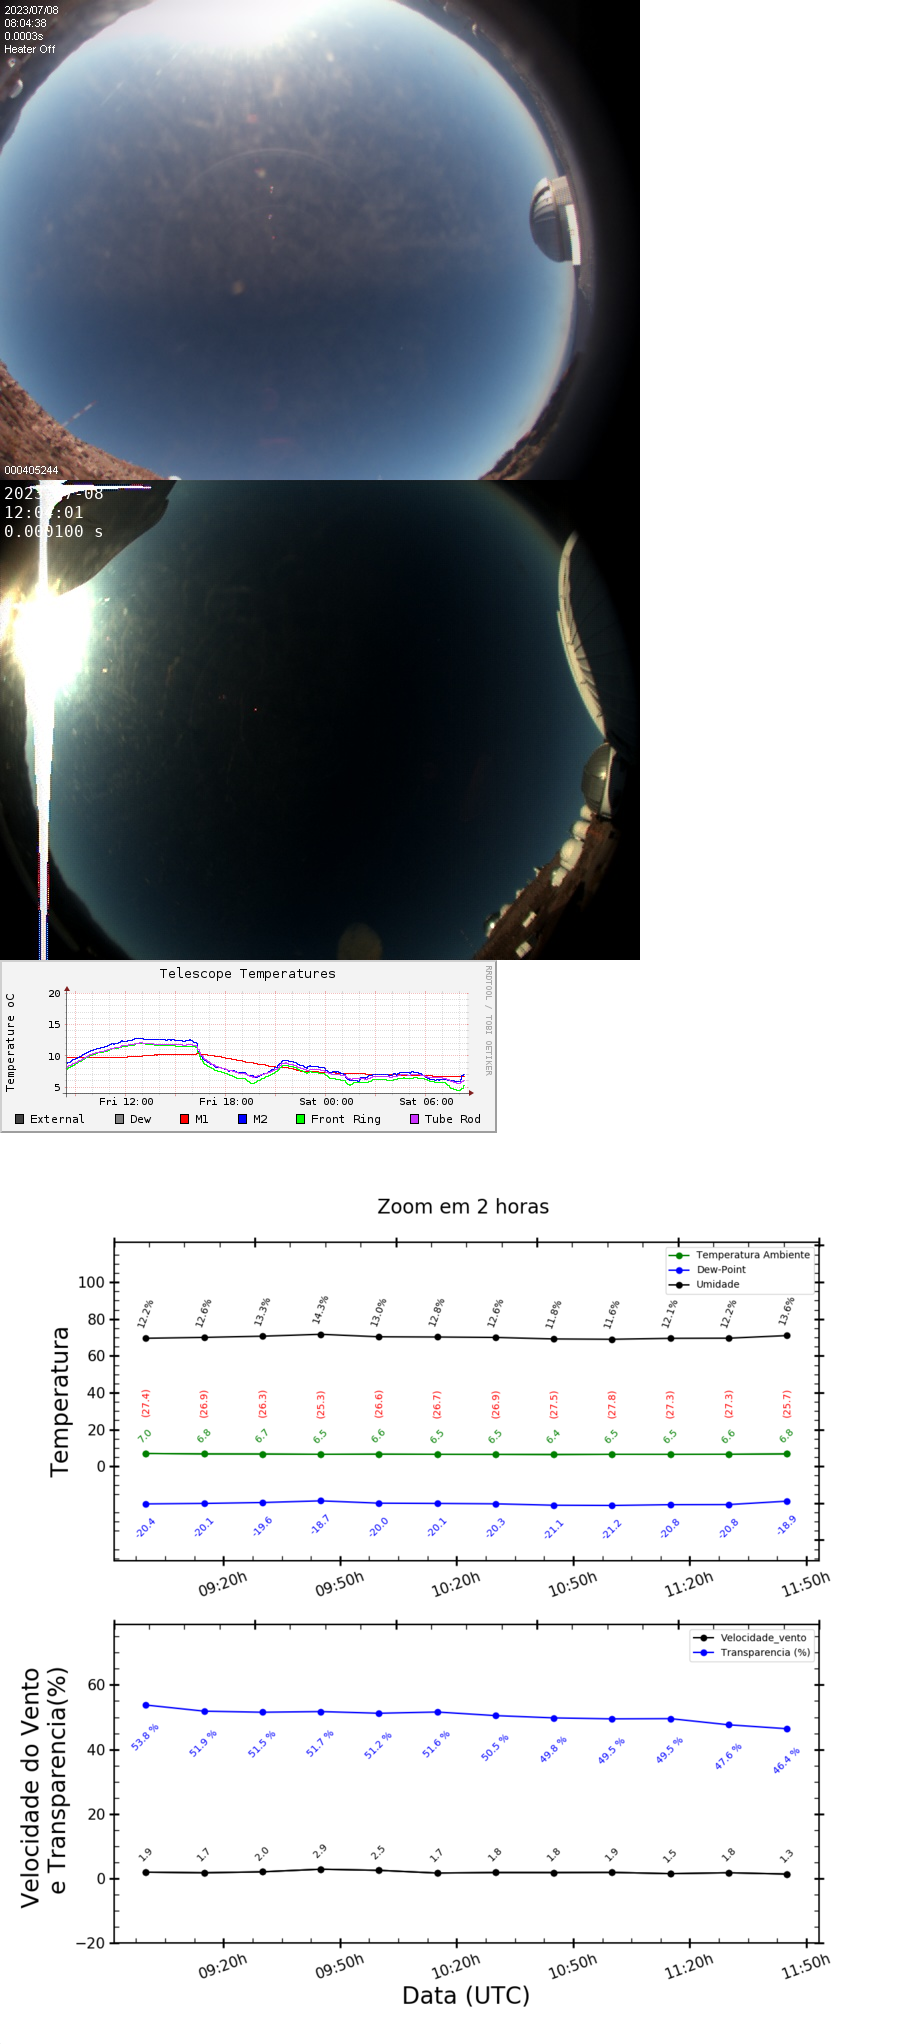 2023/07/08
08:04:38
0.0003s
Heater Off
000405244
12:04:01
0.000100 s
Telescope Temperatures
RRDTOOL / TOBI OETIKER
Temperature oC
20
15
10
5
Fri 12:00 Fri 18:00 Sat 00:00 Sat 06:00
External Dew M1 M2 Front Ring Tube Rod
Zoom em 2 horas
Temperatura Ambiente
Dew-Point
Umidade
Temperatura
100
80
60
40
20
0
12.2% 12.6% 13.3% 14.3% 13.0% 12.8% 12.6% 11.8% 11.6% 12.1% 12.2% 13.6%
(27.4) (26.9) (26.3) (25.3) (26.6) (26.7) (26.9) (27.5) (27.8) (27.3) (27.3) (25.7)
7.0 6.8 6.7 6.5 6.6 6.5 6.5 6.4 6.5 6.5 6.6 6.8
-20.4 -20.1 -19.6 -18.7 -20.0 -20.1 -20.3 -21.1 -21.2 -20.8 -20.8 -18.9
09:20h 09:50h 10:20h 10:50h 11:20h 11:50h
Velocidade_vento
Transparencia (%)
Velocidade do Vento
e Transparencia(%)
60
40
20
0
−20
53.8 % 51.9 % 51.5 % 51.7 % 51.2 % 51.6 % 50.5 % 49.8 % 49.5 % 49.5 % 47.6 % 46.4 %
1.9 1.7 2.0 2.9 2.5 1.7 1.8 1.8 1.9 1.5 1.8 1.3
09:20h 09:50h 10:20h 10:50h 11:20h 11:50h
Data (UTC)